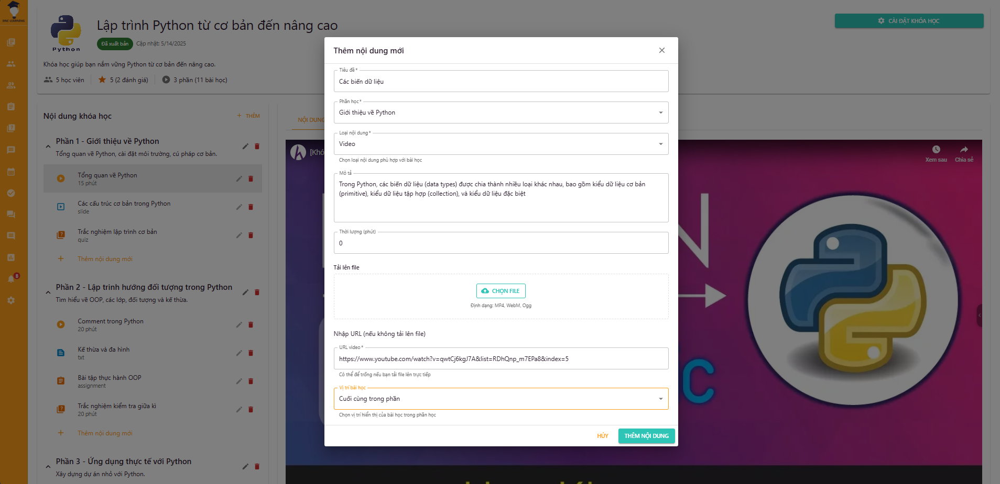 DNC LEARNING
Python
Lập trình Python từ cơ bản đến nâng cao
Đã xuất bản
Cập nhật: 5/14/2025
Khóa học giúp bạn nắm vững Python từ cơ bản đến nâng cao.
5 học viên
5 (2 đánh giá)
3 phần (11 bài học)
CÀI ĐẶT KHÓA HỌC
Nội dung khóa học
+ THÊM
Phần 1 - Giới thiệu về Python
Tổng quan về Python, cài đặt môi trường, cú pháp cơ bản.
Tổng quan về Python
15 phút
Các cấu trúc cơ bản trong Python
slide
Trắc nghiệm lập trình cơ bản
quiz
+ Thêm nội dung mới
Phần 2 - Lập trình hướng đối tượng trong Python
Tìm hiểu về OOP, các lớp, đối tượng và kế thừa.
Comment trong Python
20 phút
Kế thừa và đa hình
txt
Bài tập thực hành OOP
assignment
Trắc nghiệm kiểm tra giữa kì
20 phút
+ Thêm nội dung mới
Phần 3 - Ứng dụng thực tế với Python
Xây dựng dự án nhỏ với Python.
8
NỘI DUNG
[Khó
Xem sau
Chia sẻ
N
C
Thêm nội dung mới
Tiêu đề *
Các biến dữ liệu
Phần học *
Giới thiệu về Python
Loại nội dung *
Video
Chọn loại nội dung phù hợp với bài học
Mô tả
Trong Python, các biến dữ liệu (data types) được chia thành nhiều loại khác nhau, bao gồm kiểu dữ liệu cơ bản
(primitive), kiểu dữ liệu tập hợp (collection), và kiểu dữ liệu đặc biệt
Thời lượng (phút)
0
Tải lên file
CHỌN FILE
Định dạng: MP4, WebM, Ogg
Nhập URL (nếu không tải lên file)
URL video *
https://www.youtube.com/watch?v=qwtCj6kgJ7A&list=RDhQnp_m7EPa8&index=5
Có thể để trống nếu bạn tải file lên trực tiếp
Vị trí bài học
Cuối cùng trong phần
Chọn vị trí hiển thị của bài học trong phần học
HỦY
THÊM NỘI DUNG